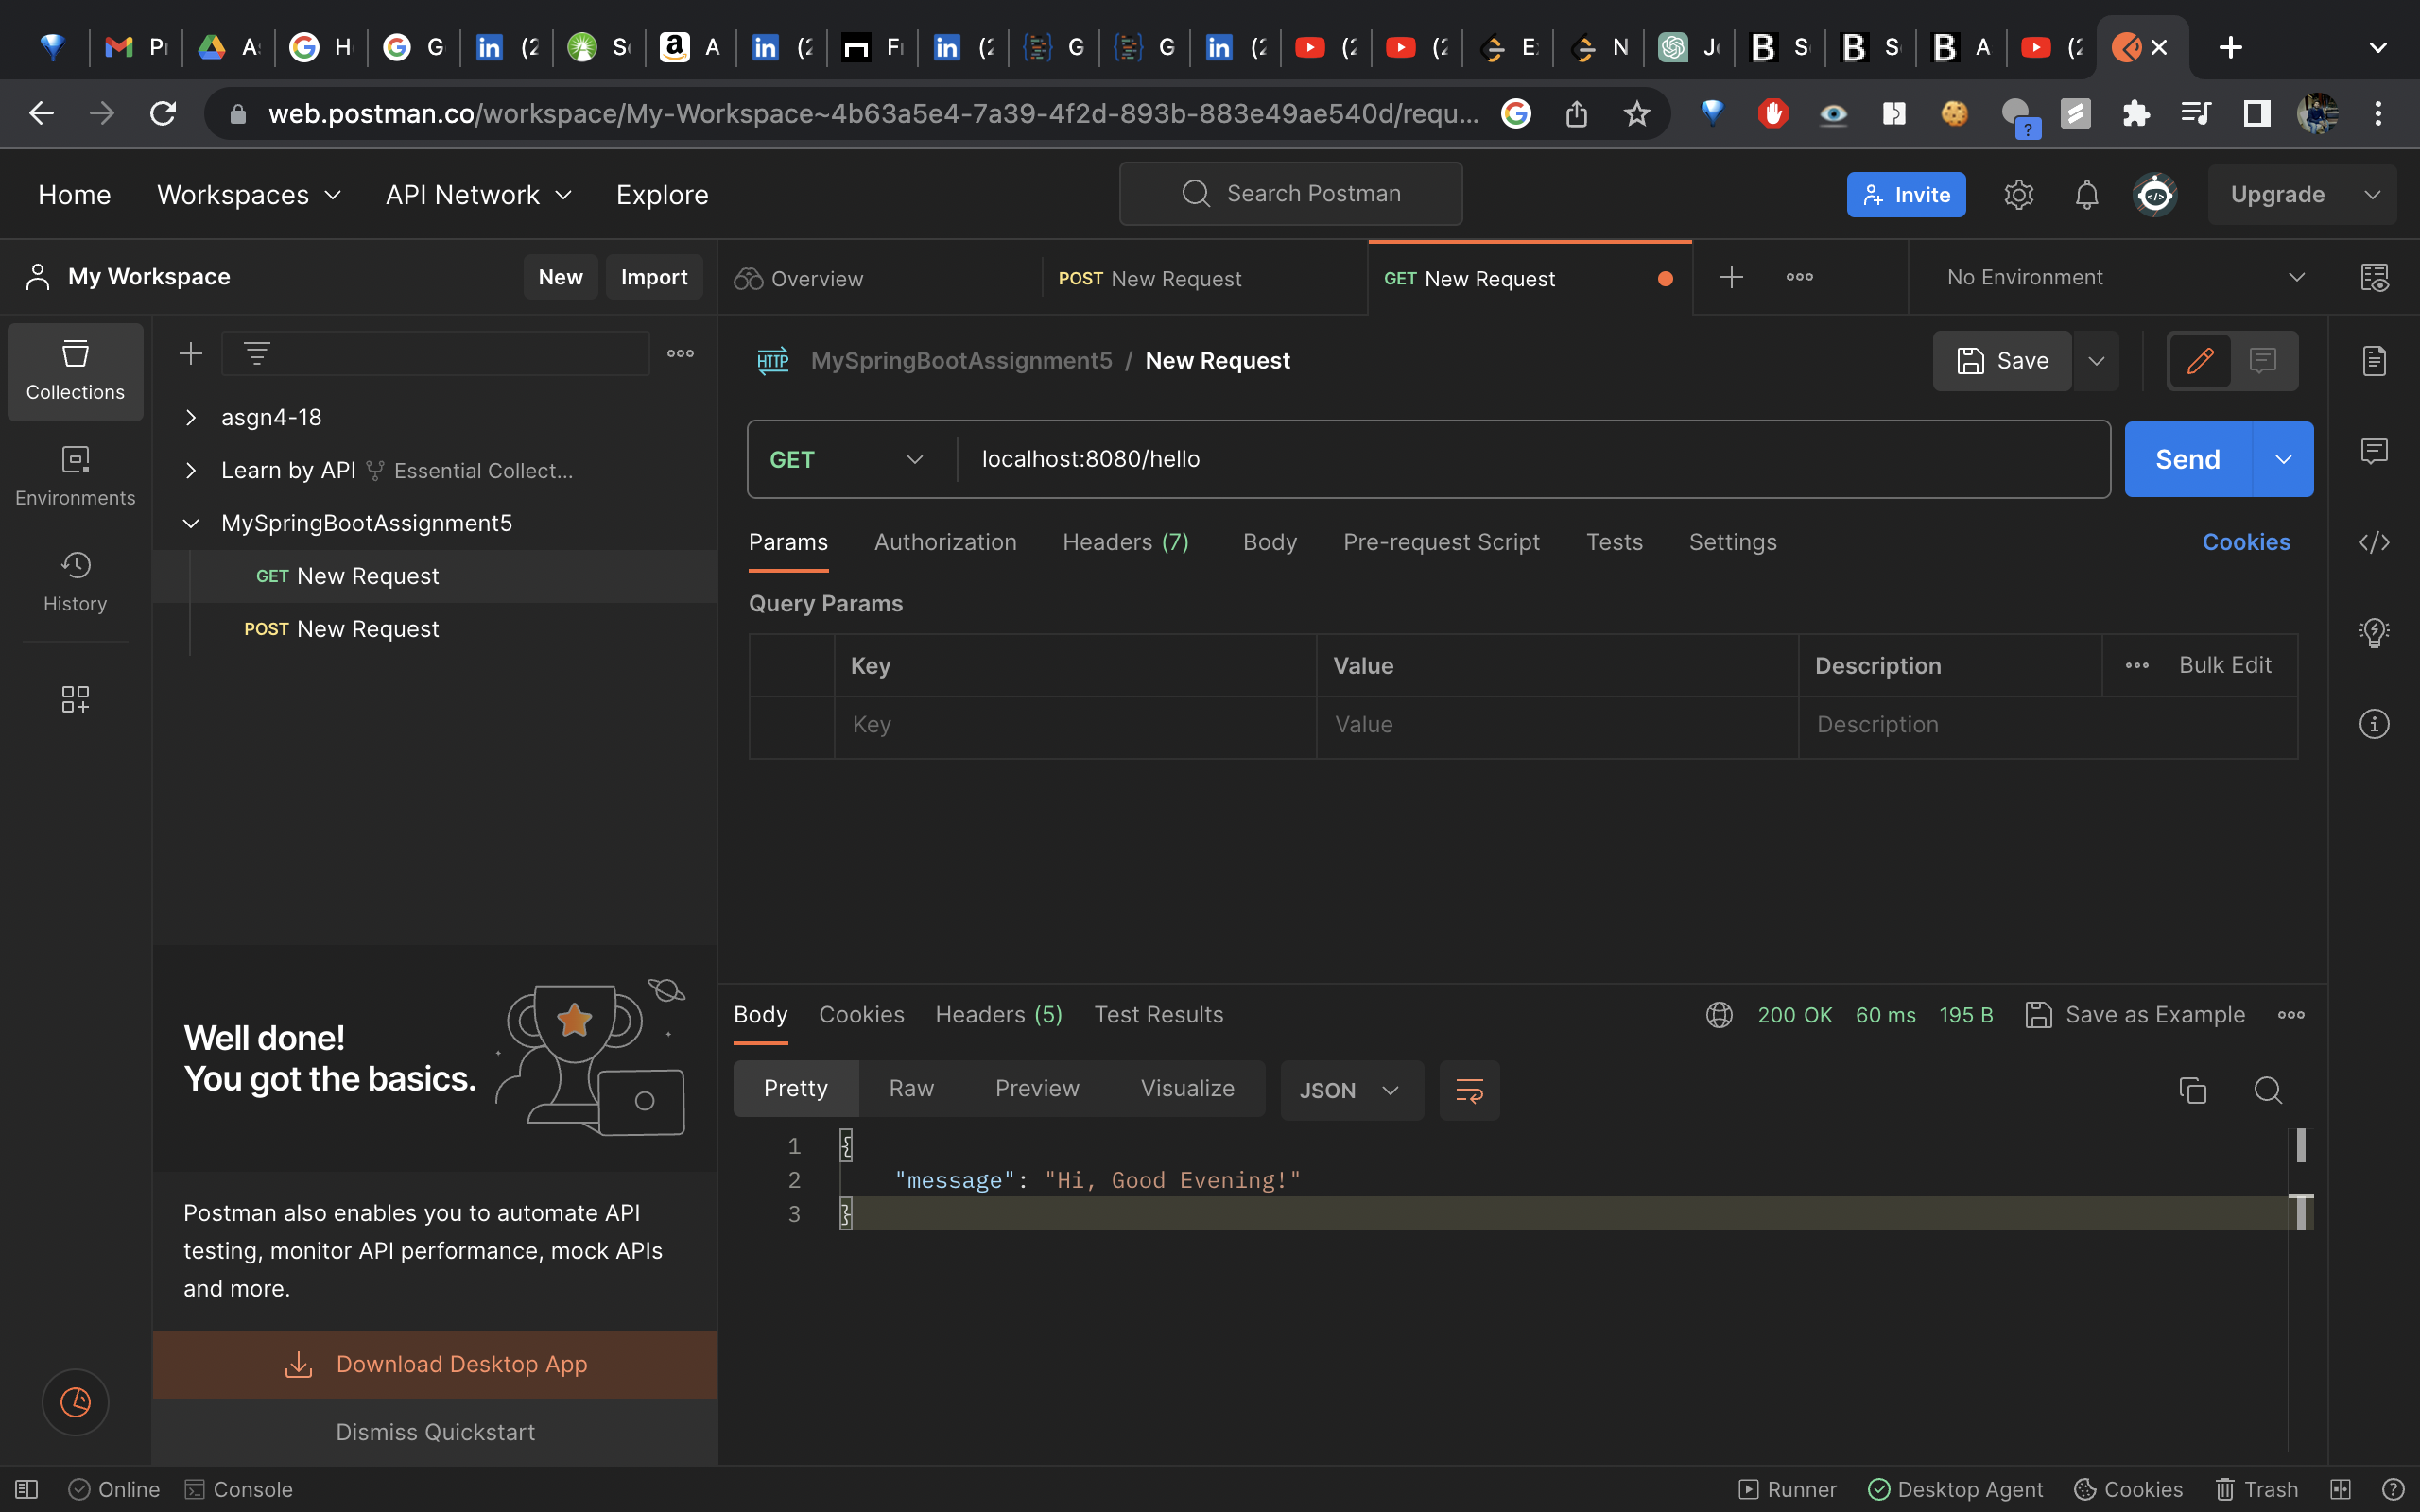 P
A
H
G
in (2
S
a A
in (2
F
in (2
G
G
in (2
(2
(2
E
N
J
B S
B S
B A
(2
web.postman.co/workspace/My-Workspace~4b63a5e4-7a39-4f2d-893b-883e49ae540d/requ...
?
Home Workspaces API Network Explore
Search Postman
Invite
Upgrade
My Workspace New Import
Overview
POST New Request
GET New Request
No Environment
Collections
Environments
History
asgn4-18
Learn by API Essential Collect...
MySpringBootAssignment5
GET New Request
POST New Request
HTTP MySpringBootAssignment5 / New Request
Save
GET localhost:8080/hello
Send
Params Authorization Headers (7) Body Pre-request Script Tests Settings Cookies
Query Params
Key Value Description Bulk Edit
Key Value Description
Well done!
You got the basics.
Postman also enables you to automate API
testing, monitor API performance, mock APIs
and more.
Download Desktop App
Dismiss Quickstart
Body Cookies Headers (5) Test Results
200 OK 60 ms 195 B Save as Example
Pretty Raw Preview Visualize JSON
1 {
2 "message": "Hi, Good Evening!"
3 }
Online Console
Runner Desktop Agent Cookies Trash